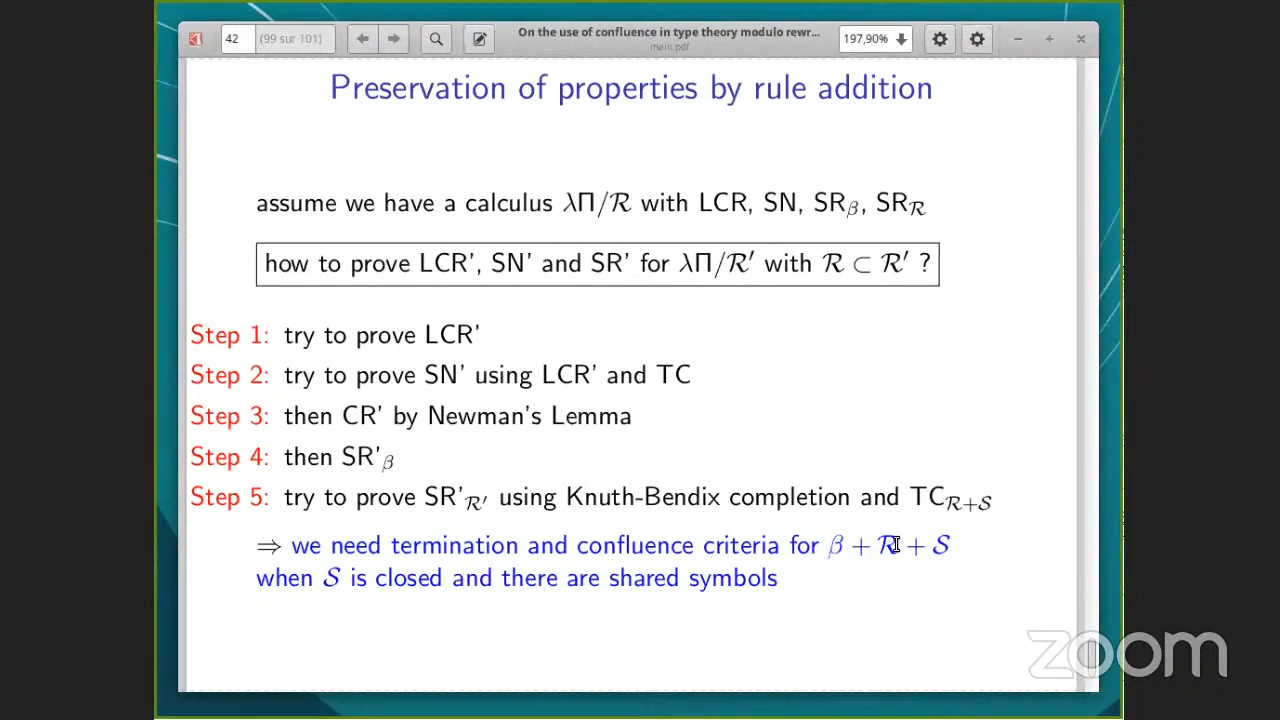 42 (99 sur 101) On the use of confluence in type theory modulo rewr... 197,90%
main.pdf
Preservation of properties by rule addition
assume we have a calculus λΠ/ℛ with LCR, SN, SR_β, SR_ℛ
how to prove LCR', SN' and SR' for λΠ/ℛ′ with ℛ ⊂ ℛ′ ?
Step 1: try to prove LCR'
Step 2: try to prove SN' using LCR' and TC
Step 3: then CR' by Newman's Lemma
Step 4: then SR'_β
Step 5: try to prove SR'_ℛ′ using Knuth-Bendix completion and TC_ℛ+𝒮
⇒ we need termination and confluence criteria for β + ℛ + 𝒮
when 𝒮 is closed and there are shared symbols
zoom